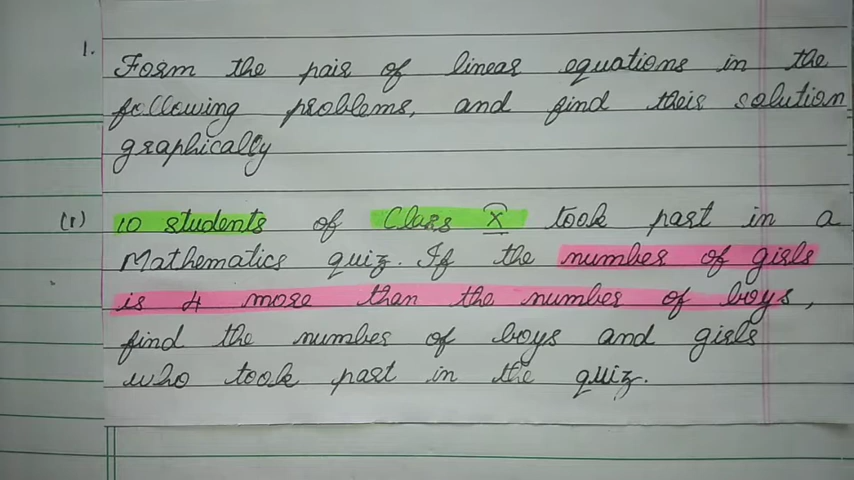 1.
Form the pair of linear equations in the
following problems, and find their solution
graphically
(1) 10 students of Class X took part in a
Mathematics quiz. If the number of girls
is 4 more than the number of boys,
find the number of boys and girls
who took part in the quiz.